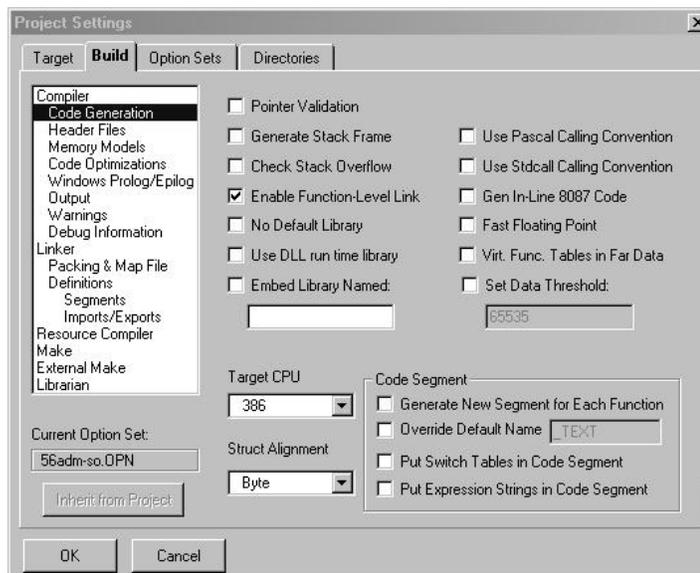 Project Settings
Target Build Option Sets Directories
Compiler
Code Generation
Header Files
Memory Models
Code Optimizations
Windows Prolog/Epilog
Output
Warnings
Debug Information
Linker
Packing & Map File
Definitions
Segments
Imports/Exports
Resource Compiler
Make
External Make
Librarian
Current Option Set:
56adm-so.OPN
Inherit from Project
Pointer Validation
Generate Stack Frame
Check Stack Overflow
Enable Function-Level Link
No Default Library
Use DLL run time library
Embed Library Named:
Use Pascal Calling Convention
Use Stdcall Calling Convention
Gen In-Line 8087 Code
Fast Floating Point
Virt. Func. Tables in Far Data
Set Data Threshold:
65535
Target CPU
386
Struct Alignment
Byte
Code Segment
Generate New Segment for Each Function
Override Default Name _TEXT
Put Switch Tables in Code Segment
Put Expression Strings in Code Segment
OK Cancel